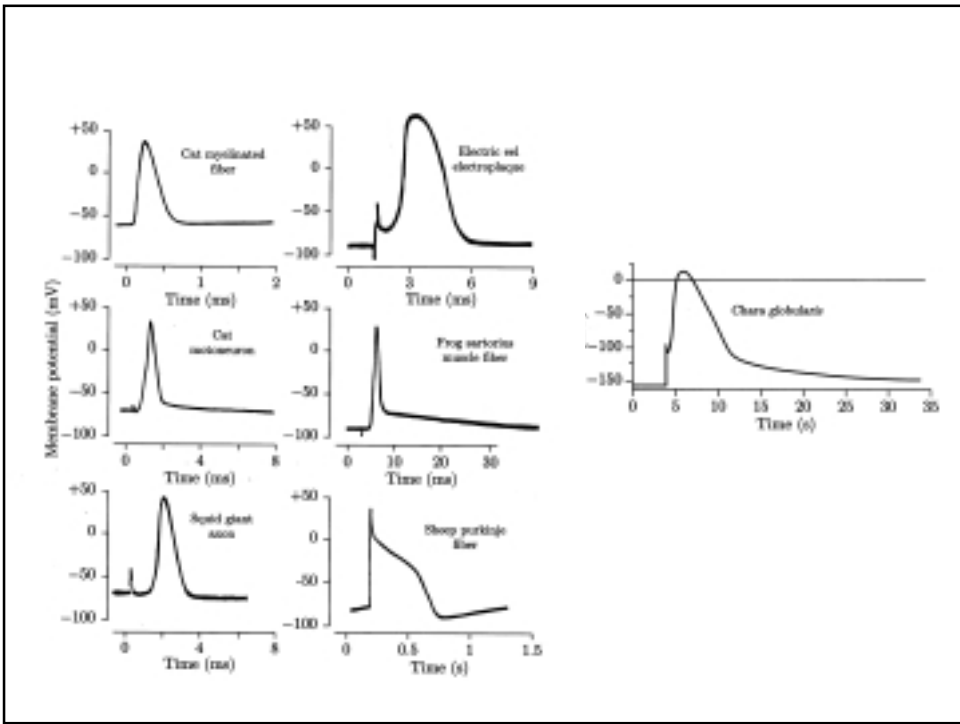 Membrane potential (mV)
+50
0
−50
−100
Cat myelinated
fiber
0 1 2
Time (ms)
+50
0
−50
−100
Electric eel
electroplaque
0 3 6 9
Time (ms)
+50
0
−50
−100
Cat
motoneuron
0 4 8
Time (ms)
+50
0
−50
−100
Frog sartorius
muscle fiber
0 10 20 30
Time (ms)
+50
0
−50
−100
Squid giant
axon
0 4 8
Time (ms)
+50
0
-50
−100
Sheep purkinje
fiber
0 0.5 1 1.5
Time (s)
0
−50
−100
−150
Chara globularis
0 5 10 15 20 25 30 35
Time (s)